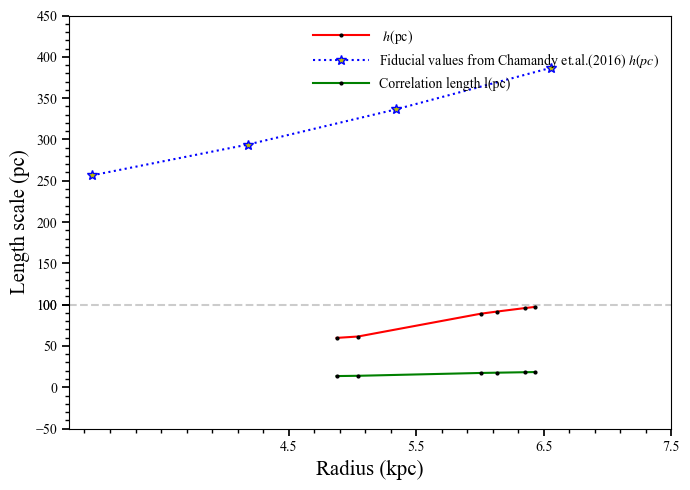 450
400
350
300
250
200
150
100
50
0
−50
Length scale (pc)
h(pc)
Fiducial values from Chamandy et.al.(2016) h(pc)
Correlation length l(pc)
4.5 5.5 6.5 7.5
Radius (kpc)